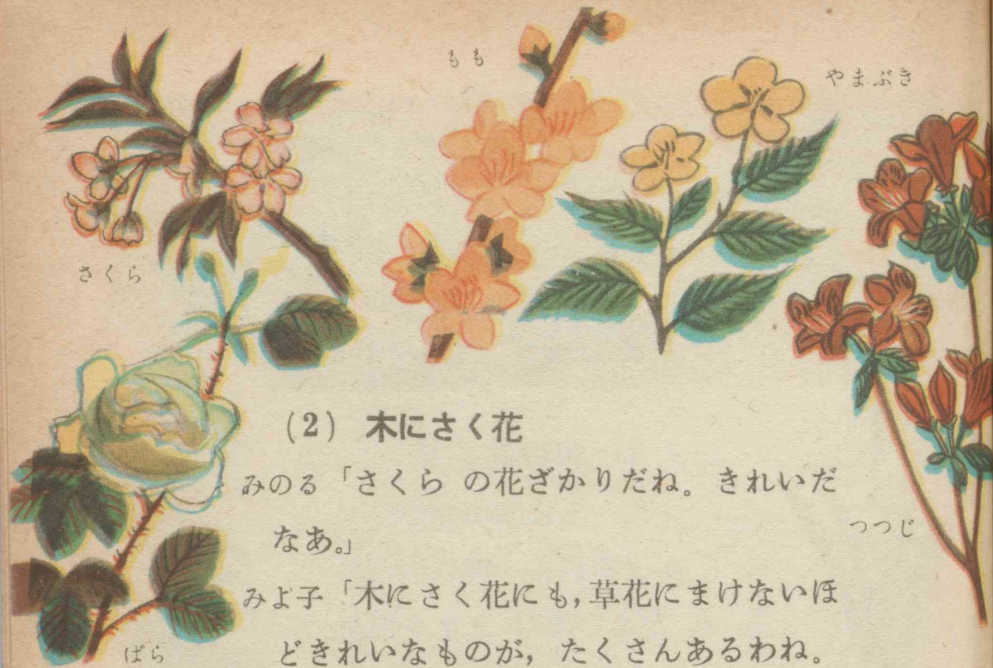 もも
やまぶき
さくら
(2) 木にさく花
みのる「さくら の花ざかりだね。きれいだ
なあ。」
つつじ
みよ子「木にさく花にも,草花にまけないほ
どきれいなものが,たくさんあるわね。
ばら